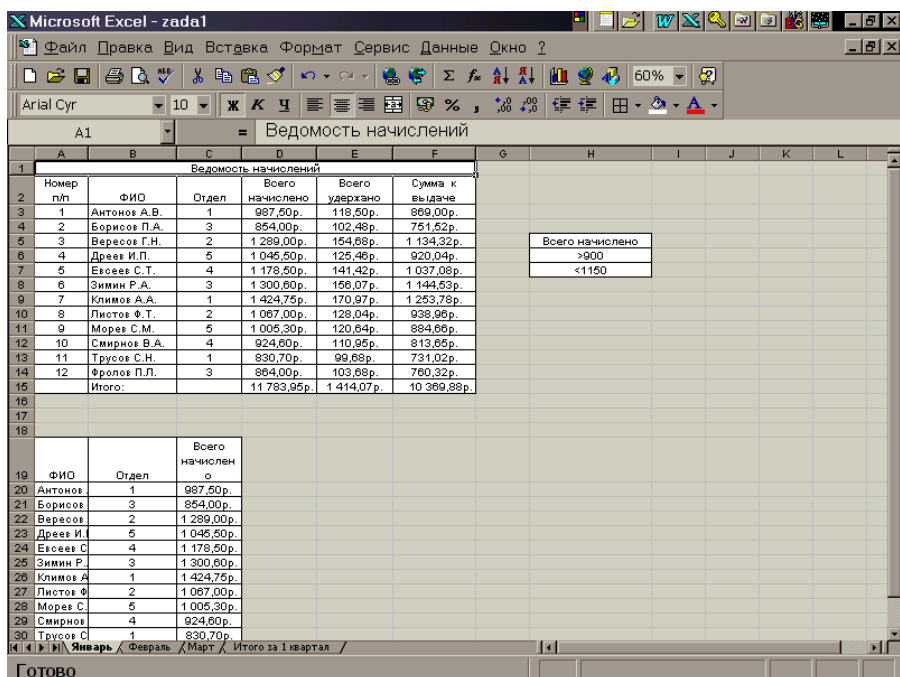 Microsoft Excel - zada1
Файл Правка Вид Вставка Формат Сервис Данные Окно ?
60%
Arial Cyr 10 Ж К Ч
A1 = Ведомость начислений
A B C D E F G H I J K L
1 Ведомость начислений
Номер Всего Всего Сумма к
2 п/п ФИО Отдел начислено удержано выдаче
3 1 Антонов А.В. 1 987,50р. 118,50р. 869,00р.
4 2 Борисов П.А. 3 854,00р. 102,48р. 751,52р.
5 3 Вересов Г.Н. 2 1 289,00р. 154,68р. 1 134,32р. Всего начислено
6 4 Дреев И.П. 5 1 045,50р. 125,46р. 920,04р. >900
7 5 Евсеев С.Т. 4 1 178,50р. 141,42р. 1 037,08р. <1150
8 6 Зимин Р.А. 3 1 300,60р. 156,07р. 1 144,53р.
9 7 Климов А.А. 1 1 424,75р. 170,97р. 1 253,78р.
10 8 Листов Ф.Т. 2 1 067,00р. 128,04р. 938,96р.
11 9 Морев С.М. 5 1 005,30р. 120,64р. 884,66р.
12 10 Смирнов В.А. 4 924,60р. 110,95р. 813,65р.
13 11 Трусов С.Н. 1 830,70р. 99,68р. 731,02р.
14 12 Фролов П.Л. 3 864,00р. 103,68р. 760,32р.
15 Итого: 11 783,95р. 1 414,07р. 10 369,88р.
16
17
18
Всего
начислен
19 ФИО Отдел о
20 Антонов 1 987,50р.
21 Борисов 3 854,00р.
22 Вересов 2 1 289,00р.
23 Дреев И. 5 1 045,50р.
24 Евсеев С 4 1 178,50р.
25 Зимин Р. 3 1 300,60р.
26 Климов А 1 1 424,75р.
27 Листов Ф 2 1 067,00р.
28 Морев С. 5 1 005,30р.
29 Смирнов 4 924,60р.
30 Трусов С 1 830,70р.
Январь Февраль Март Итого за 1 квартал
Готово